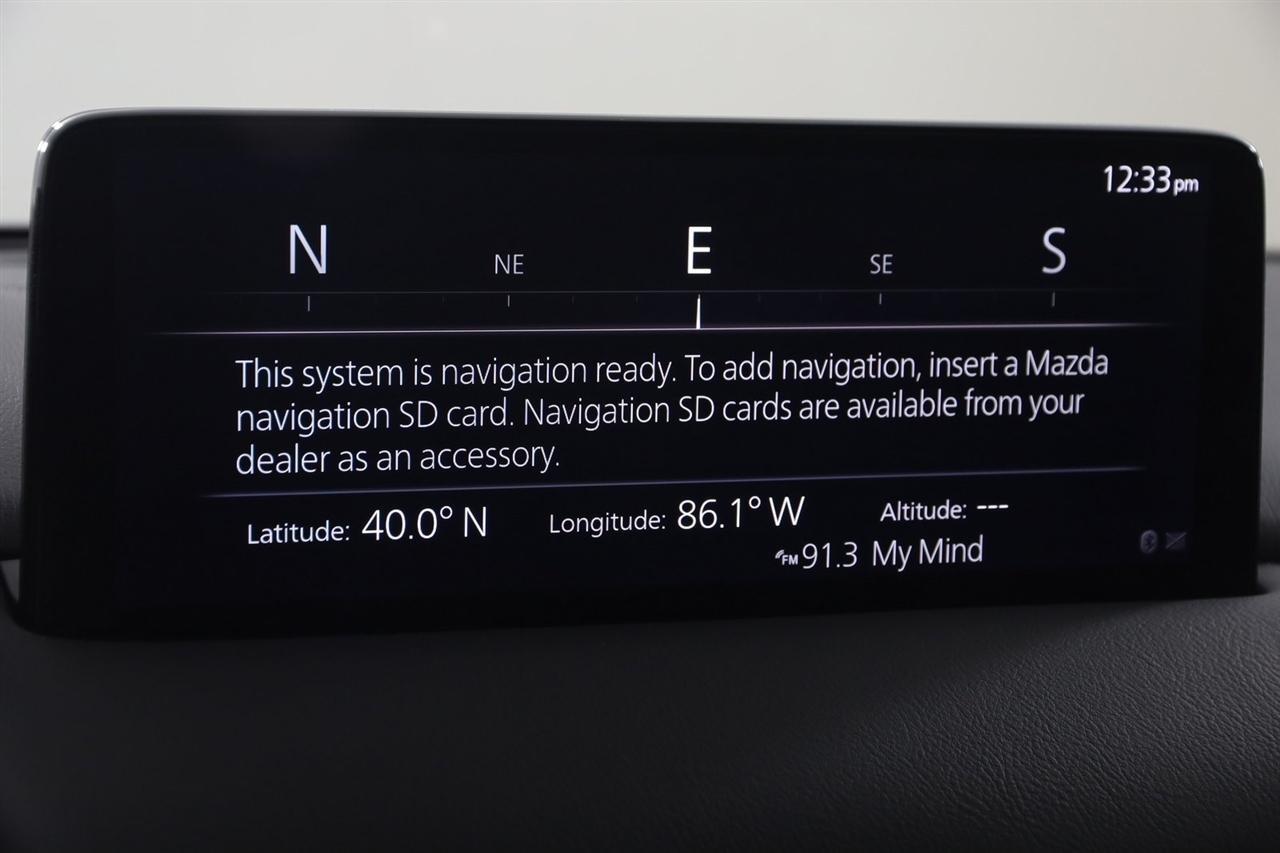 12:33pm
N NE E SE S
This system is navigation ready. To add navigation, insert a Mazda
navigation SD card. Navigation SD cards are available from your
dealer as an accessory.
Latitude: 40.0° N Longitude: 86.1° W Altitude: ---
FM 91.3 My Mind